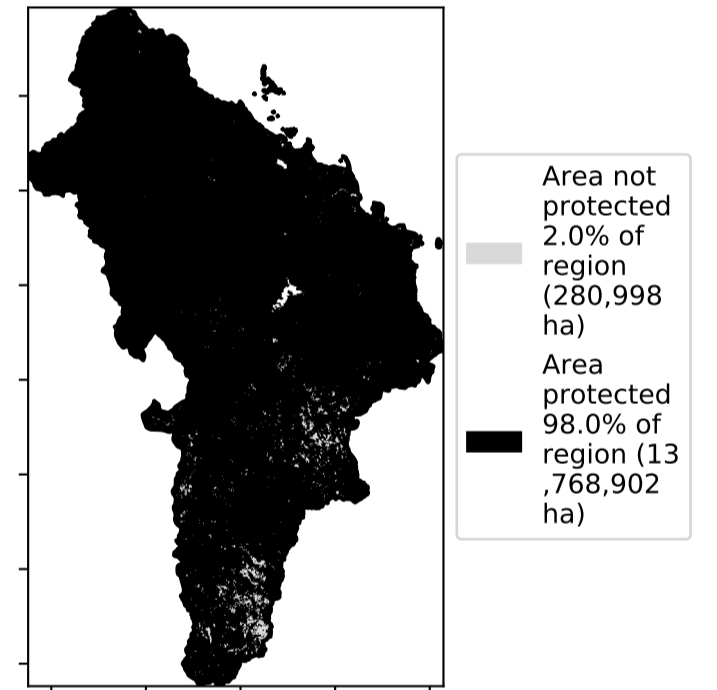 Area not
protected
2.0% of
region
(280,998
ha)
Area
protected
98.0% of
region (13
,768,902
ha)